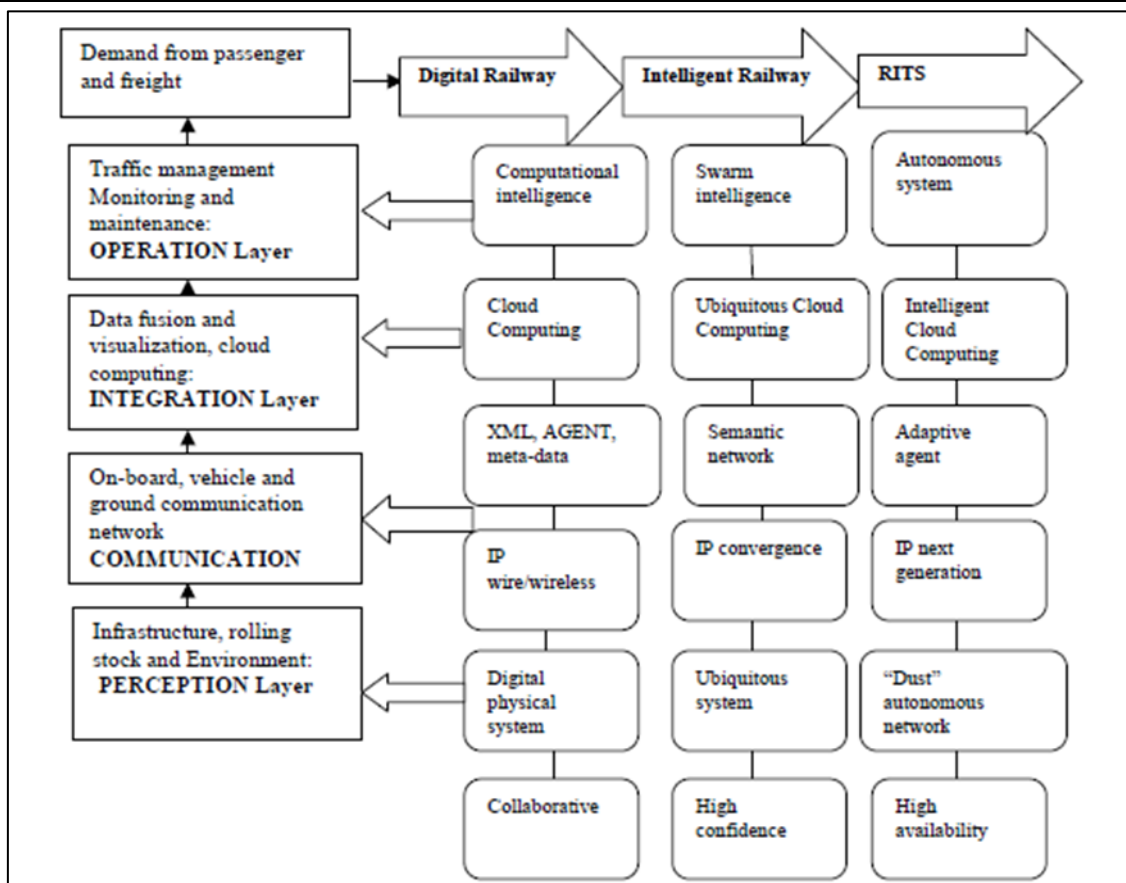 Demand from passenger
and freight
Digital Railway
Intelligent Railway
RITS
Traffic management
Monitoring and
maintenance:
OPERATION Layer
Computational
intelligence
Swarm
intelligence
Autonomous
system
Data fusion and
visualization, cloud
computing:
INTEGRATION Layer
Cloud
Computing
Ubiquitous Cloud
Computing
Intelligent
Cloud
Computing
XML, AGENT,
meta-data
Semantic
network
Adaptive
agent
On-board, vehicle and
ground communication
network
COMMUNICATION
IP
wire/wireless
IP convergence
IP next
generation
Infrastructure, rolling
stock and Environment:
PERCEPTION Layer
Digital
physical
system
Ubiquitous
system
“Dust”
autonomous
network
Collaborative
High
confidence
High
availability